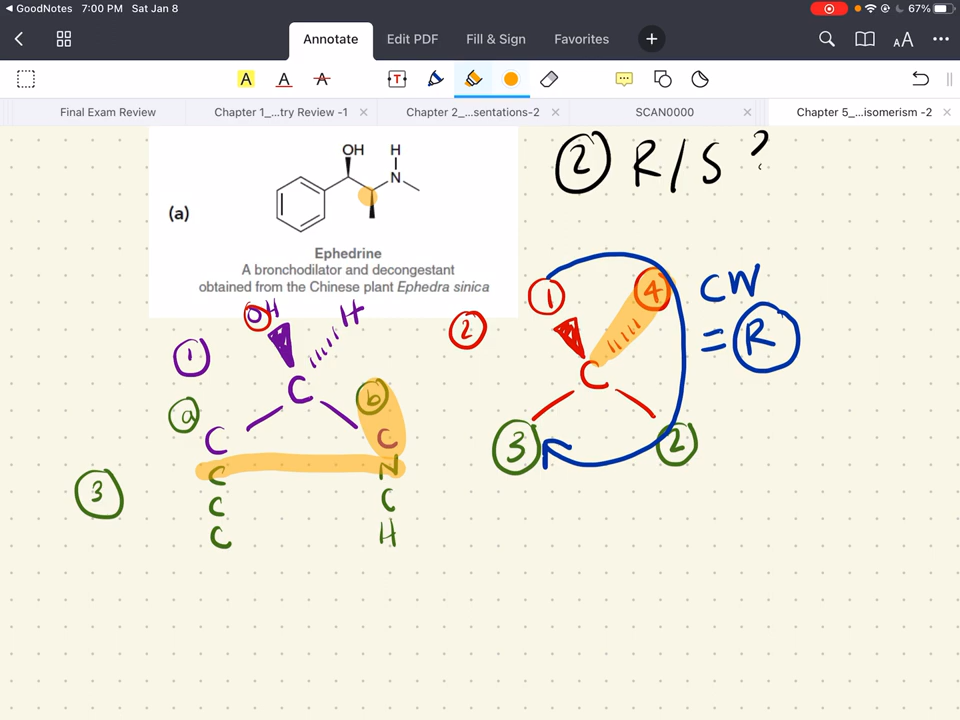 GoodNotes 7:00 PM Sat Jan 8 67%
Annotate Edit PDF Fill & Sign Favorites
AA
A A A T
Final Exam Review Chapter 1_...try Review -1 Chapter 2_...sentations-2 SCAN0000 Chapter 5_...isomerism -2
OH H
N
(a)
Ephedrine
A bronchodilator and decongestant
obtained from the Chinese plant Ephedra sinica
2 R/S ?
1 OH H
C
a b
C C
3 C N
C C
C H
2 1 4
C
3 2
CW
= R